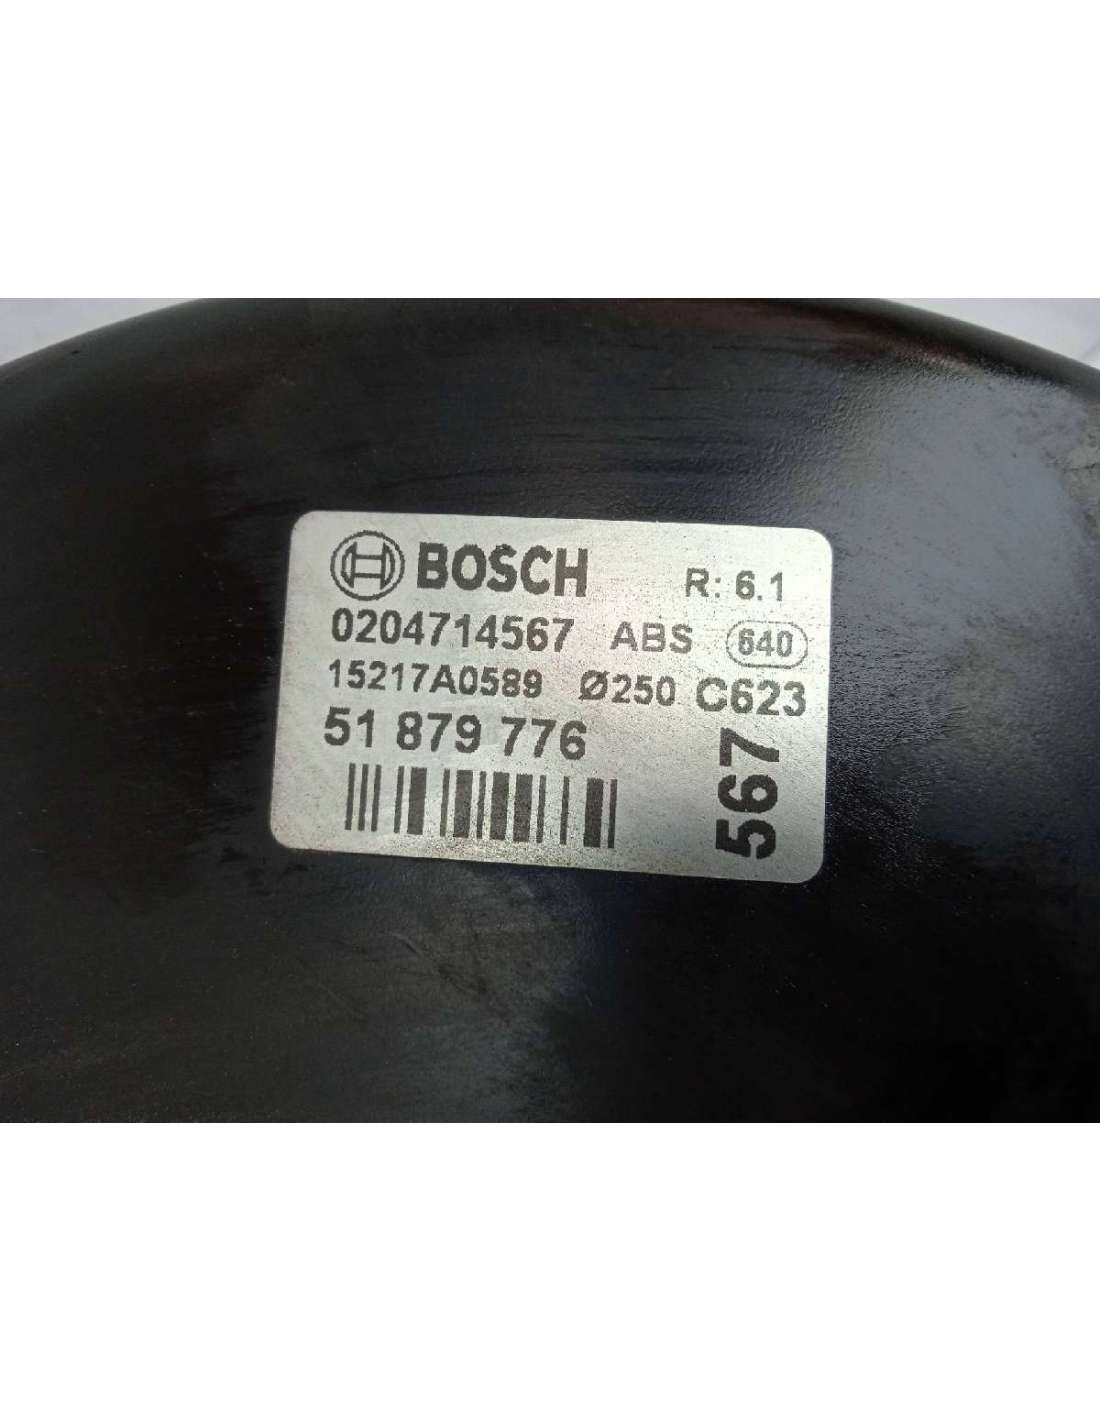 BOSCH R: 6.1
0204714567 ABS 640
15217A0589 Ø250 C623
51 879 776
567